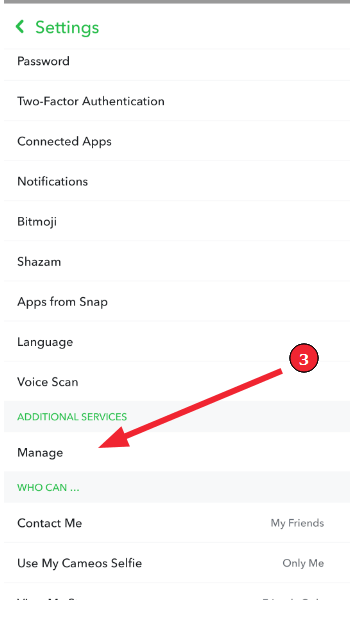 Settings
Password
Two-Factor Authentication
Connected Apps
Notifications
Bitmoji
Shazam
Apps from Snap
Language
3
Voice Scan
ADDITIONAL SERVICES
Manage
WHO CAN ...
Contact Me My Friends
Use My Cameos Selfie Only Me